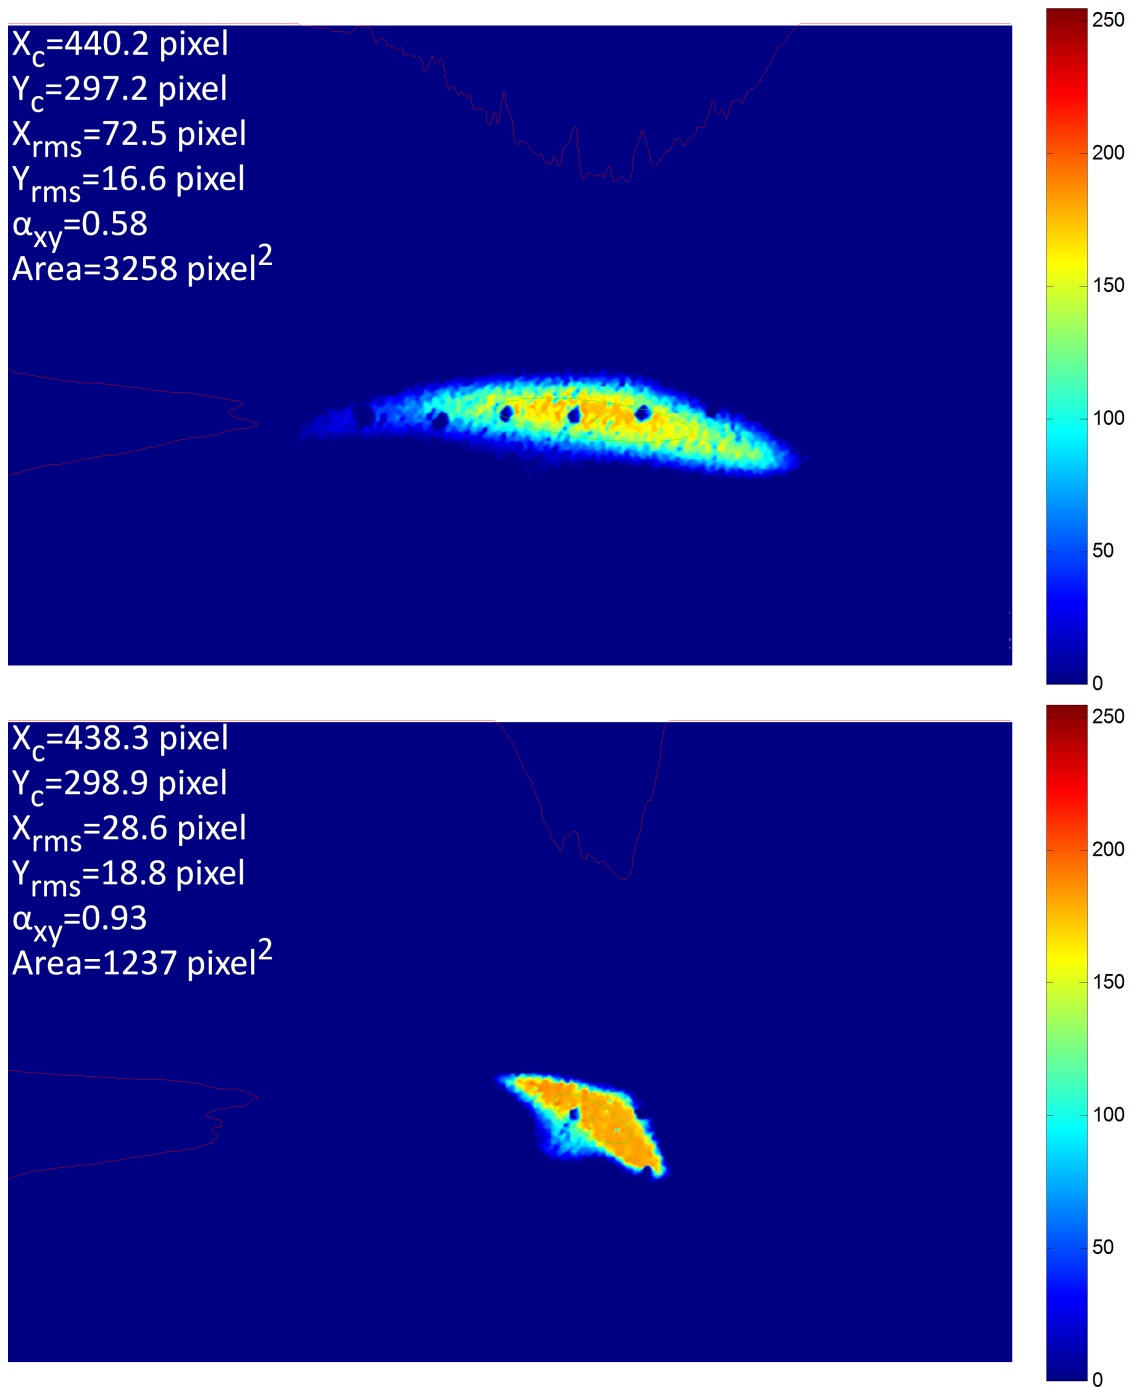 Xc=440.2 pixel
Yc=297.2 pixel
Xrms=72.5 pixel
Yrms=16.6 pixel
αxy=0.58
Area=3258 pixel²
250
200
150
100
50
0
Xc=438.3 pixel
Yc=298.9 pixel
Xrms=28.6 pixel
Yrms=18.8 pixel
αxy=0.93
Area=1237 pixel²
250
200
150
100
50
0